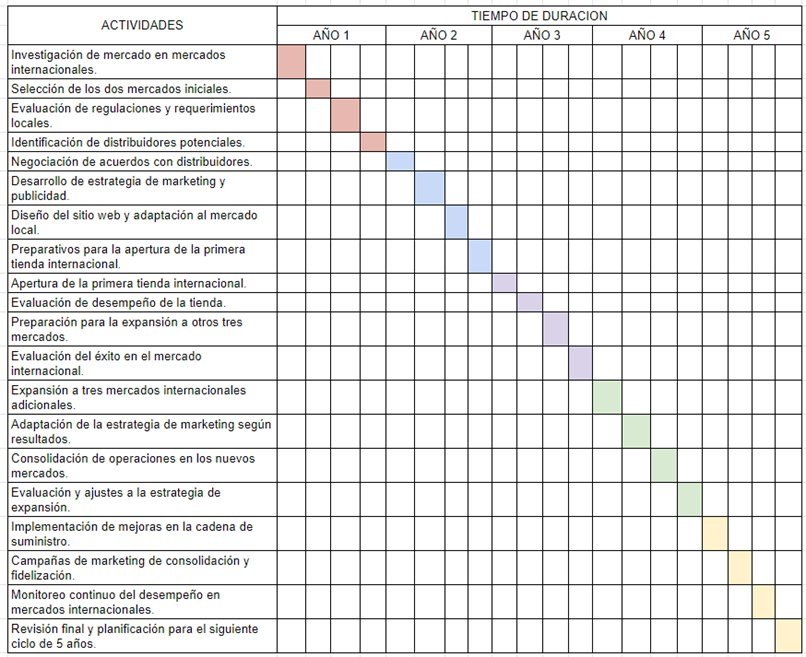 ACTIVIDADES
TIEMPO DE DURACION
AÑO 1
AÑO 2
AÑO 3
AÑO 4
AÑO 5
Investigación de mercado en mercados
internacionales.
Selección de los dos mercados iniciales.
Evaluación de regulaciones y requerimientos
locales.
Identificación de distribuidores potenciales.
Negociación de acuerdos con distribuidores.
Desarrollo de estrategia de marketing y
publicidad.
Diseño del sitio web y adaptación al mercado
local.
Preparativos para la apertura de la primera
tienda internacional.
Apertura de la primera tienda internacional.
Evaluación de desempeño de la tienda.
Preparación para la expansión a otros tres
mercados.
Evaluación del éxito en el mercado
internacional.
Expansión a tres mercados internacionales
adicionales.
Adaptación de la estrategia de marketing según
resultados.
Consolidación de operaciones en los nuevos
mercados.
Evaluación y ajustes a la estrategia de
expansión.
Implementación de mejoras en la cadena de
suministro.
Campañas de marketing de consolidación y
fidelización.
Monitoreo continuo del desempeño en
mercados internacionales.
Revisión final y planificación para el siguiente
ciclo de 5 años.